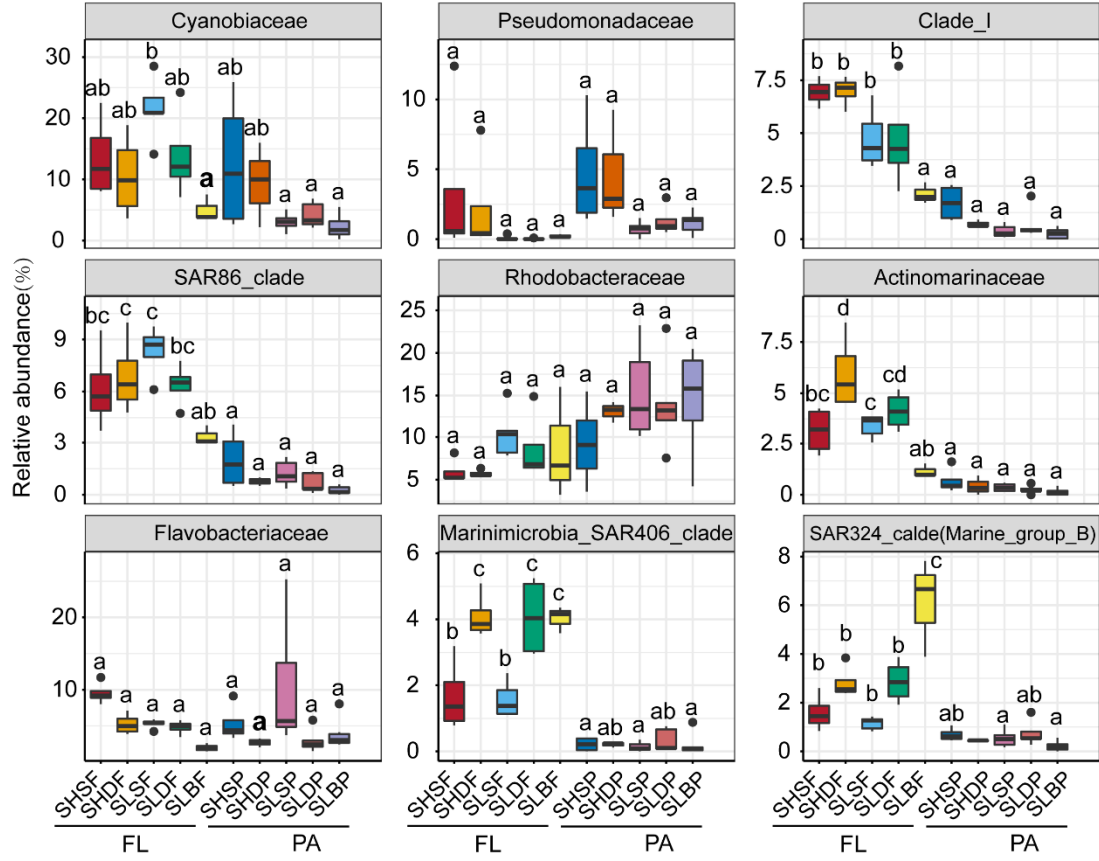 Relative abundance(%)
Cyanobiaceae
30
20
10
0
ab ab b ab a ab ab a a a
Pseudomonadaceae
10
5
0
a a a a a a a a a a
Clade_I
7.5
5.0
2.5
0
a a b b a a a a a a
SAR86_clade
9
6
3
0
bc c c bc ab a a a a a
Rhodobacteraceae
25
20
15
10
5
0
a a a a a a a a a a
Actinomarinaceae
7.5
5
2.5
0
bc d c cd ab a a a a a
Flavobacteriaceae
20
10
a a a a a a a a a a
Marinimicrobia_SAR406_clade
6
4
2
0
b c b c c a ab a a a
SAR324_calde(Marine_group_B)
8
6
4
2
0
b b b b c ab a a ab a
SHSF SHDF SLSF SLDF SLBF SHSP SHDP SLSP SLDP SLBP
FL PA
SHSF SHDF SLSF SLDF SLBF SHSP SHDP SLSP SLDP SLBP
FL PA
SHSF SHDF SLSF SLDF SLBF SHSP SHDP SLSP SLDP SLBP
FL PA